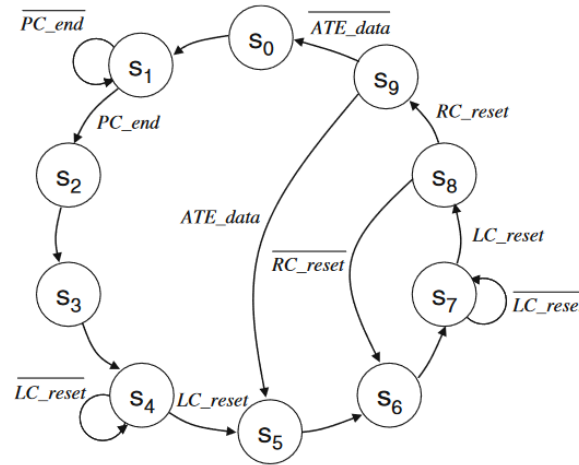 PC_end
S0
ATE_data
S1
S9
PC_end
RC_reset
S2
S8
ATE_data
RC_reset
LC_reset
S3
S7
LC_rese
LC_reset
S4
LC_reset
S5
S6